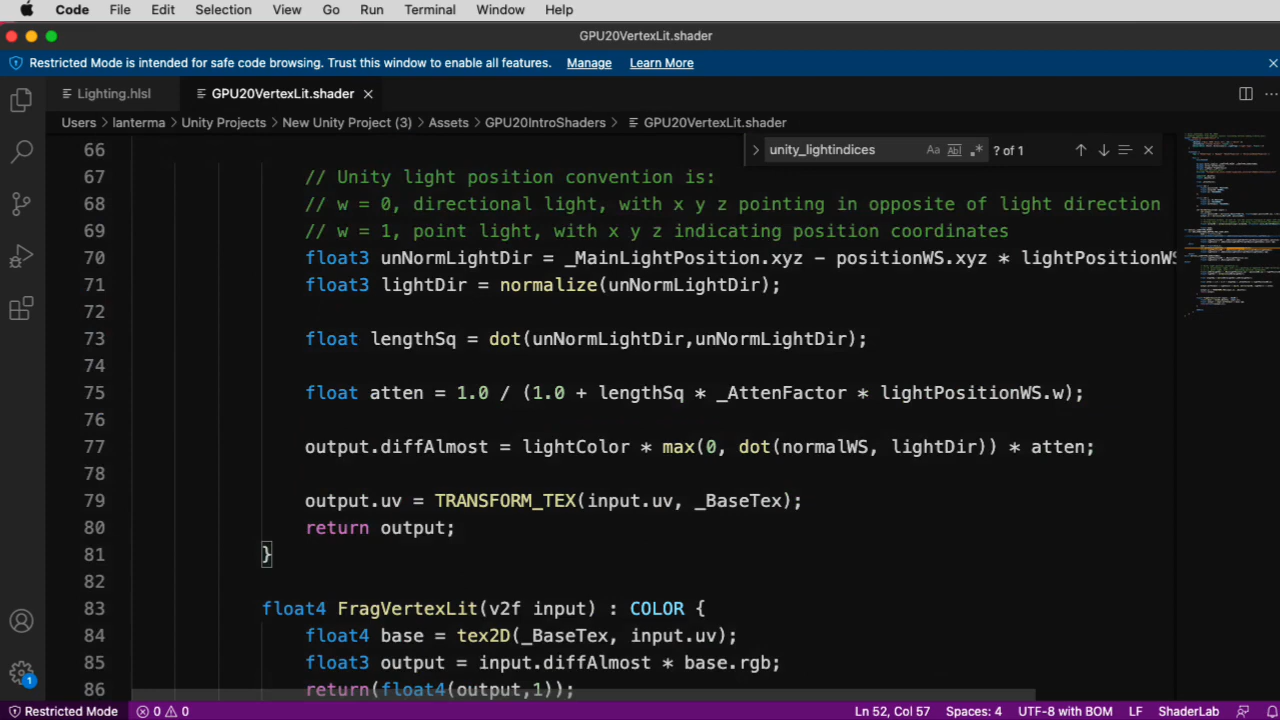 Code File Edit Selection View Go Run Terminal Window Help
GPU20VertexLit.shader
Restricted Mode is intended for safe code browsing. Trust this window to enable all features. Manage Learn More
Lighting.hlsl GPU20VertexLit.shader
Users > lanterma > Unity Projects > New Unity Project (3) > Assets > GPU20IntroShaders > GPU20VertexLit.shader
unity_lightindices Aa Ab .* ? of 1
66
67 // Unity light position convention is:
68 // w = 0, directional light, with x y z pointing in opposite of light direction
69 // w = 1, point light, with x y z indicating position coordinates
70 float3 unNormLightDir = _MainLightPosition.xyz - positionWS.xyz * lightPositionWS
71 float3 lightDir = normalize(unNormLightDir);
72
73 float lengthSq = dot(unNormLightDir,unNormLightDir);
74
75 float atten = 1.0 / (1.0 + lengthSq * _AttenFactor * lightPositionWS.w);
76
77 output.diffAlmost = lightColor * max(0, dot(normalWS, lightDir)) * atten;
78
79 output.uv = TRANSFORM_TEX(input.uv, _BaseTex);
80 return output;
81 }
82
83 float4 FragVertexLit(v2f input) : COLOR {
84 float4 base = tex2D(_BaseTex, input.uv);
85 float3 output = input.diffAlmost * base.rgb;
86 return(float4(output,1));
1
Restricted Mode 0 0 Ln 52, Col 57 Spaces: 4 UTF-8 with BOM LF ShaderLab